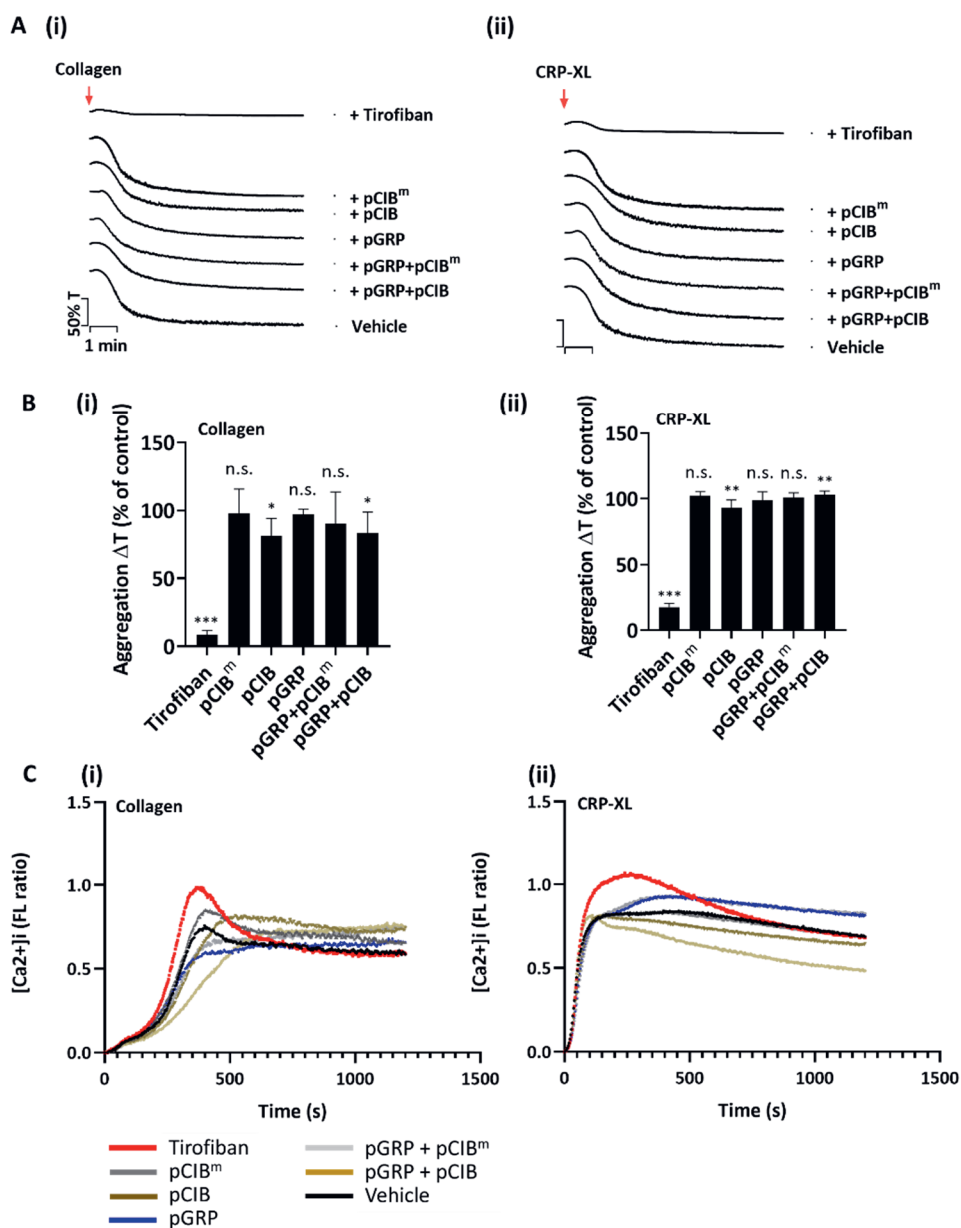 A (i)
Collagen
+ Tirofiban
+ pCIBᵐ
+ pCIB
+ pGRP
+ pGRP+pCIBᵐ
+ pGRP+pCIB
Vehicle
50% T
1 min
(ii)
CRP-XL
+ Tirofiban
+ pCIBᵐ
+ pCIB
+ pGRP
+ pGRP+pCIBᵐ
+ pGRP+pCIB
Vehicle
B (i)
Collagen
Aggregation ΔT (% of control)
150
100
50
0
***
n.s.
*
n.s.
n.s.
*
Tirofiban
pCIBᵐ
pCIB
pGRP
pGRP+pCIBᵐ
pGRP+pCIB
(ii)
CRP-XL
Aggregation ΔT (% of control)
150
100
50
0
***
n.s.
**
n.s.
n.s.
**
Tirofiban
pCIBᵐ
pCIB
pGRP
pGRP+pCIBᵐ
pGRP+pCIB
C (i)
Collagen
[Ca2+]i (FL ratio)
1.5
1.0
0.5
0.0
0 500 1000 1500
Time (s)
(ii)
CRP-XL
[Ca2+]i (FL ratio)
1.5
1.0
0.5
0.0
0 500 1000 1500
Time (s)
Tirofiban
pCIBᵐ
pCIB
pGRP
pGRP + pCIBᵐ
pGRP + pCIB
Vehicle